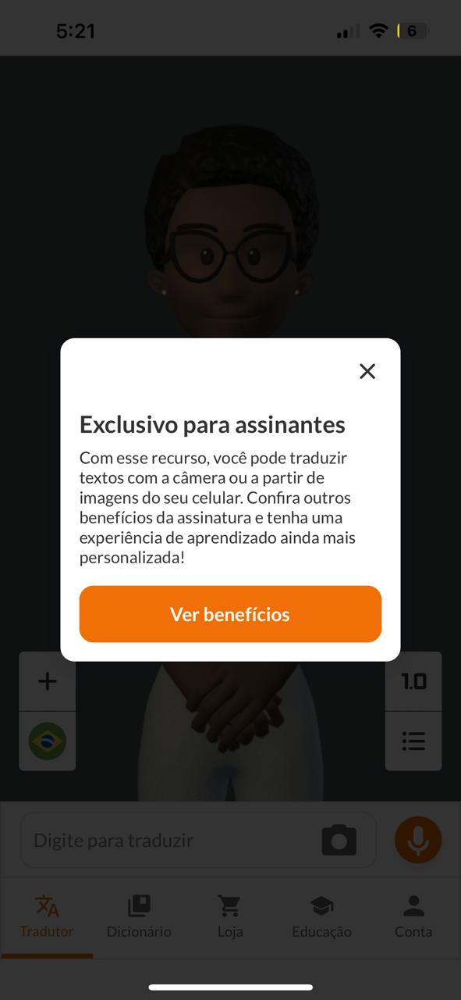 5:21
6
Exclusivo para assinantes
Com esse recurso, você pode traduzir
textos com a câmera ou a partir de
imagens do seu celular. Confira outros
benefícios da assinatura e tenha uma
experiência de aprendizado ainda mais
personalizada!
Ver benefícios
1.0
Digite para traduzir
Tradutor
Dicionário
Loja
Educação
Conta